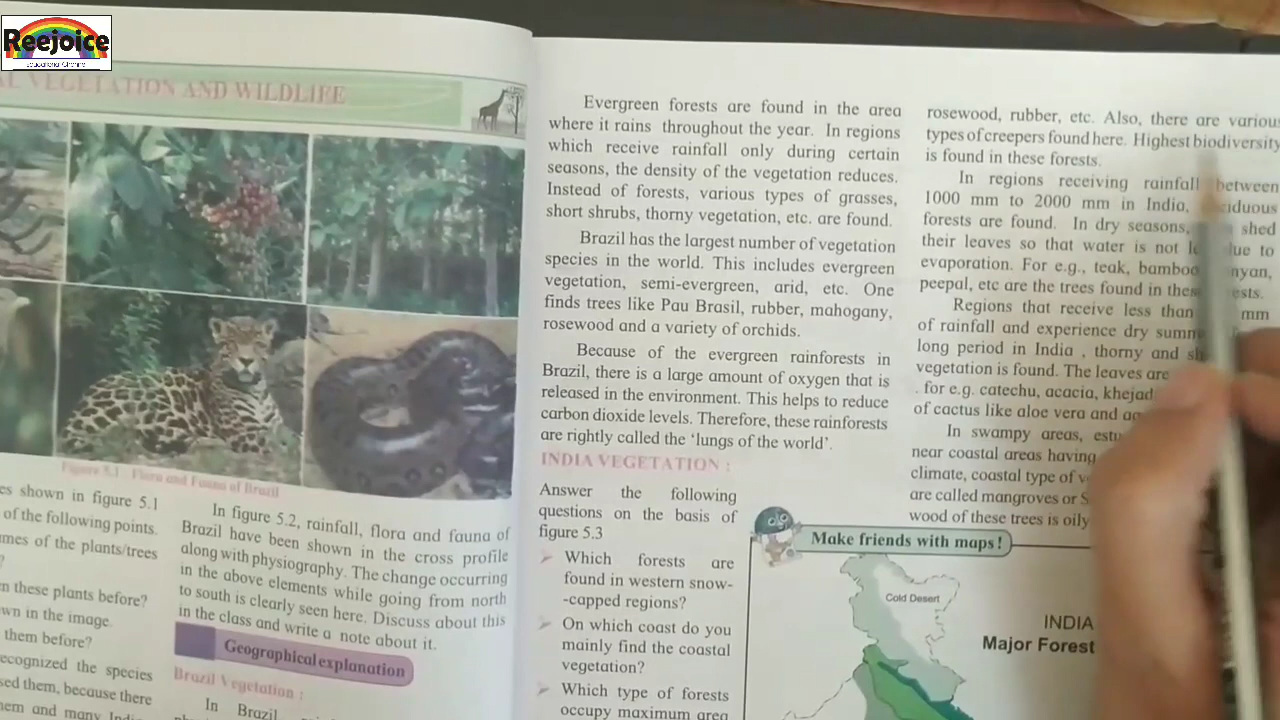 Reejoice
Educational Channel
AL VEGETATION AND WILDLIFE
Figure 5.1 Flora and Fauna of Brazil
es shown in figure 5.1
of the following points.
mes of the plants/trees
?
n these plants before?
wn in the image.
them before?
ecognized the species
sed them, because there
hem and many
In figure 5.2, rainfall, flora and fauna of
Brazil have been shown in the cross profile
along with physiography. The change occurring
in the above elements while going from north
to south is clearly seen here. Discuss about this
in the class and write a note about it.
Geographical explanation
Brazil Vegetation :
In Brazil,
Evergreen forests are found in the area
where it rains throughout the year. In regions
which receive rainfall only during certain
seasons, the density of the vegetation reduces.
Instead of forests, various types of grasses,
short shrubs, thorny vegetation, etc. are found.
Brazil has the largest number of vegetation
species in the world. This includes evergreen
vegetation, semi-evergreen, arid, etc. One
finds trees like Pau Brasil, rubber, mahogany,
rosewood and a variety of orchids.
Because of the evergreen rainforests in
Brazil, there is a large amount of oxygen that is
released in the environment. This helps to reduce
carbon dioxide levels. Therefore, these rainforests
are rightly called the ‘lungs of the world’.
INDIA VEGETATION :
Answer the following
questions on the basis of
figure 5.3
➢ Which forests are
found in western snow-
-capped regions?
➢ On which coast do you
mainly find the coastal
vegetation?
➢ Which type of forests
occupy maximum area
rosewood, rubber, etc. Also, there are various
types of creepers found here. Highest biodiversity
is found in these forests.
In regions receiving rainfall between
1000 mm to 2000 mm in India, iduous
forests are found. In dry seasons, shed
their leaves so that water is not l ue to
evaporation. For e.g., teak, bamboo nyan,
peepal, etc are the trees found in thes ests.
Regions that receive less than mm
of rainfall and experience dry summe
long period in India , thorny and sh
vegetation is found. The leaves are
. for e.g. catechu, acacia, khejad
of cactus like aloe vera and
In swampy areas, estu
near coastal areas having
climate, coastal type of v
are called mangroves or S
wood of these trees is oily
Make friends with maps!
Cold Desert
INDIA
Major Forest